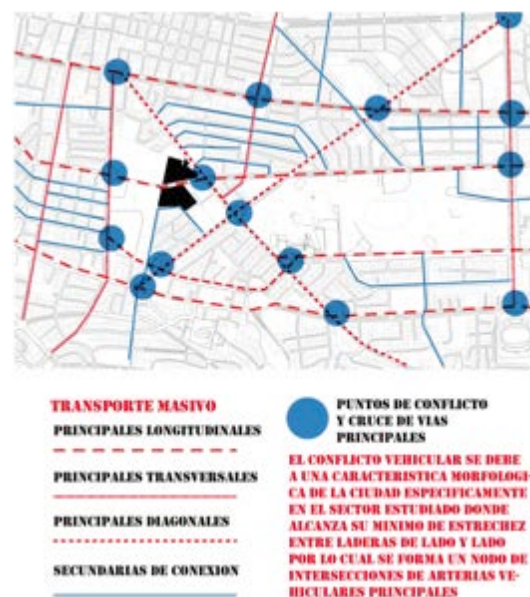 TRANSPORTE MASIVO
PRINCIPALES LONGITUDINALES
PRINCIPALES TRANSVERSALES
PRINCIPALES DIAGONALES
SECUNDARIAS DE CONEXION
PUNTOS DE CONFLICTO
Y CRUCE DE VIAS
PRINCIPALES
EL CONFLICTO VEHICULAR SE DEBE
A UNA CARACTERISTICA MORFOLOGI-
CA DE LA CIUDAD ESPECIFICAMENTE
EN EL SECTOR ESTUDIADO DONDE
ALCANZA SU MINIMO DE ESTRECHEZ
ENTRE LADERAS DE LADO Y LADO
POR LO CUAL SE FORMA UN NODO DE
INTERSECCIONES DE ARTERIAS VE-
HICULARES PRINCIPALES